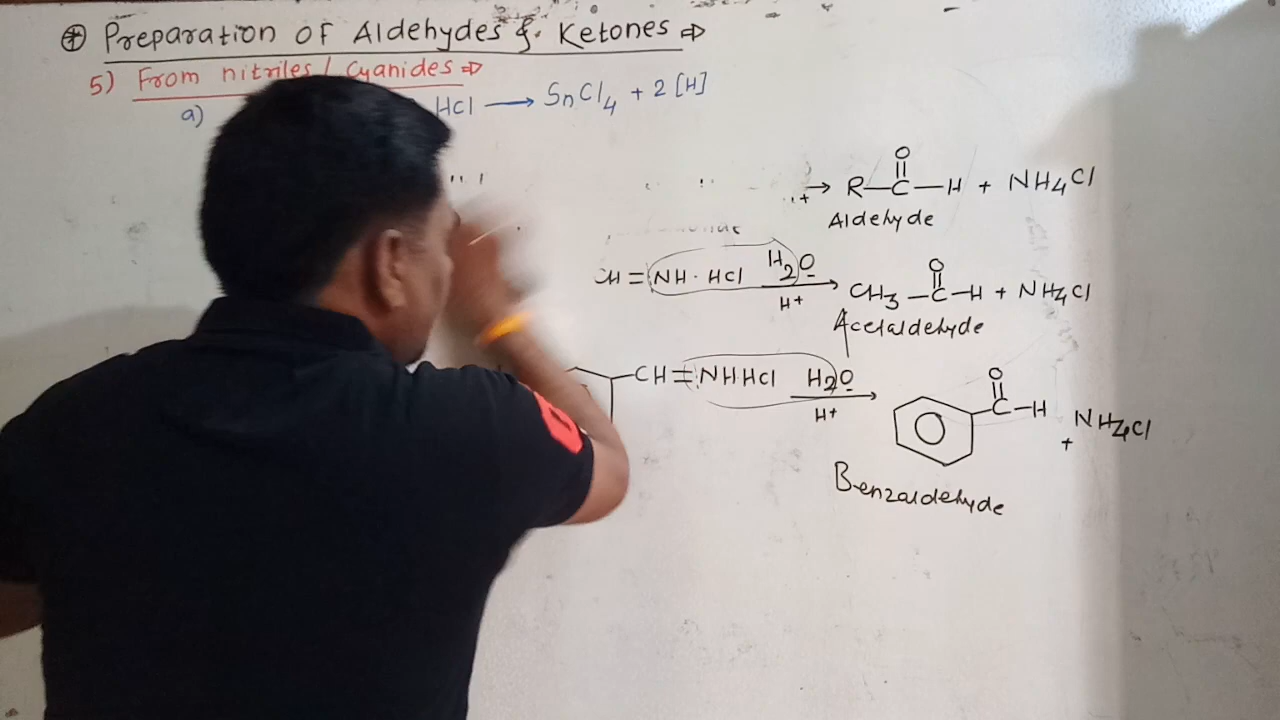 ⊕ Preparation of Aldehydes & Ketones ⇒
5) From nitriles / Cyanides ⇒
a) HCl ⟶ SnCl4 + 2 [H]
→ R—C—H + NH4Cl
O
Aldehyde
CH = NH · HCl H2O H+ → CH3—C—H + NH4Cl
O
Acetaldehyde
—CH=NHHCl H2O H+ → C—H + NH4Cl
O
Benzaldehyde